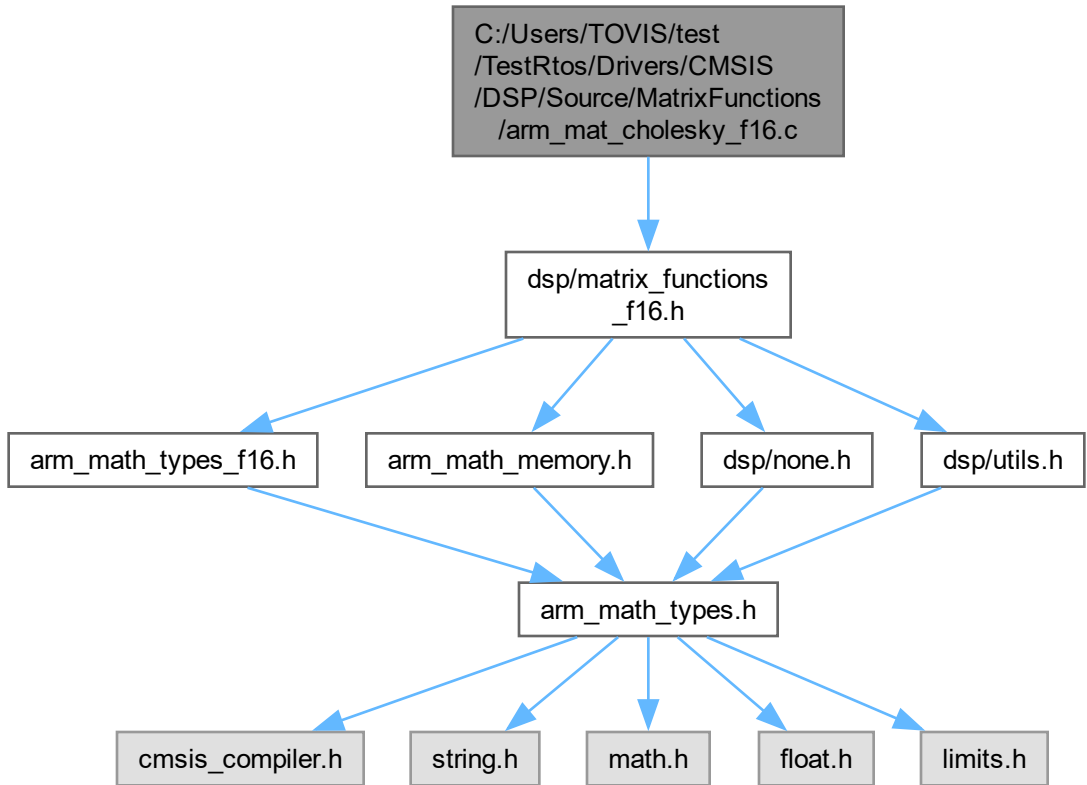 C:/Users/TOVIS/test
/TestRtos/Drivers/CMSIS
/DSP/Source/MatrixFunctions
/arm_mat_cholesky_f16.c
dsp/matrix_functions
_f16.h
arm_math_types_f16.h
arm_math_memory.h
dsp/none.h
dsp/utils.h
arm_math_types.h
cmsis_compiler.h
string.h
math.h
float.h
limits.h